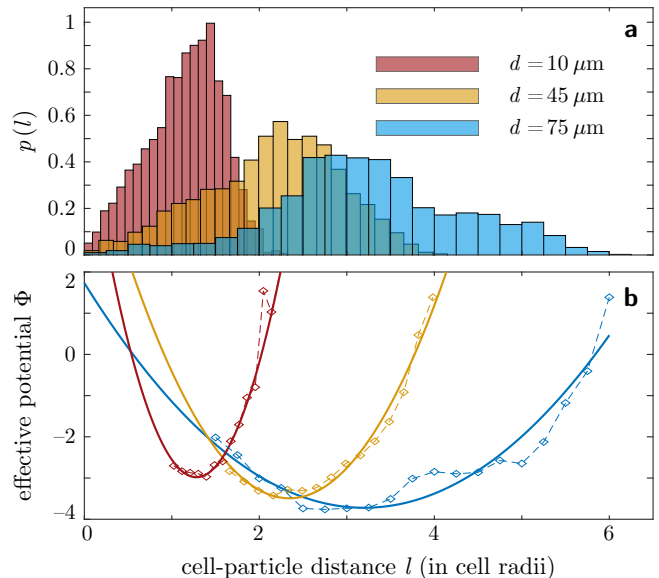 a
1
0.8
0.6
0.4
0.2
0
p (l)
d = 10 μm
d = 45 μm
d = 75 μm
b
2
0
−2
−4
effective potential Φ
0
2
4
6
cell-particle distance l (in cell radii)